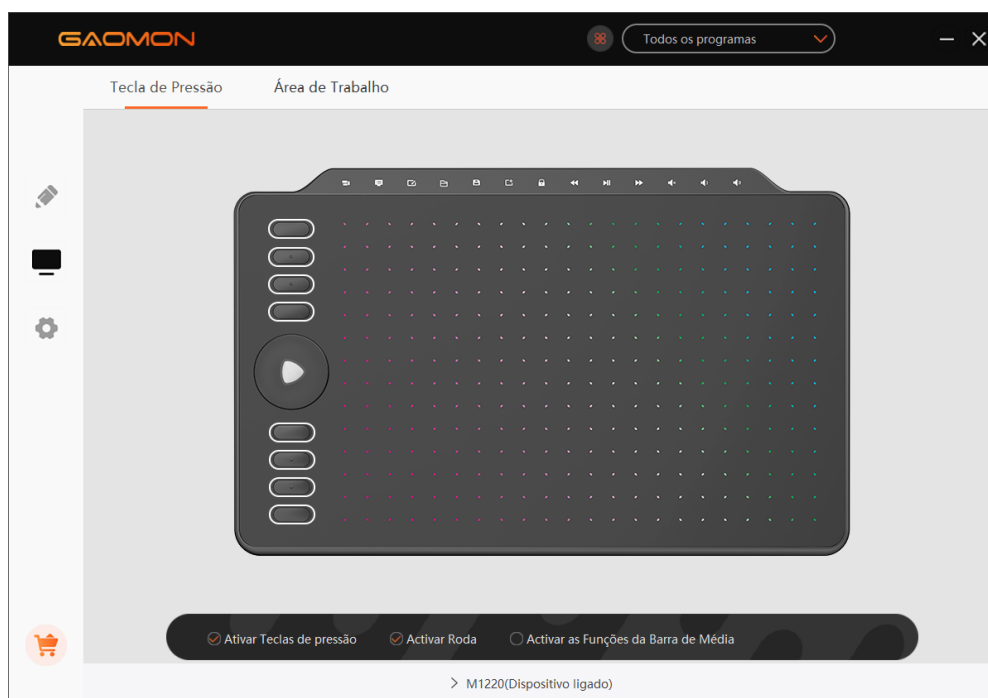 GAOMON
Todos os programas
Tecla de Pressão
Área de Trabalho
Ativar Teclas de pressão
Activar Roda
Activar as Funções da Barra de Média
M1220(Dispositivo ligado)